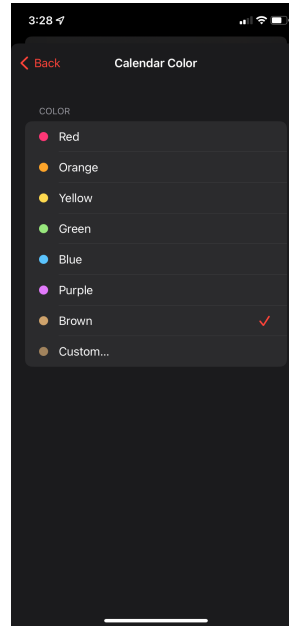 3:28
Back
Calendar Color
COLOR
Red
Orange
Yellow
Green
Blue
Purple
Brown
Custom...